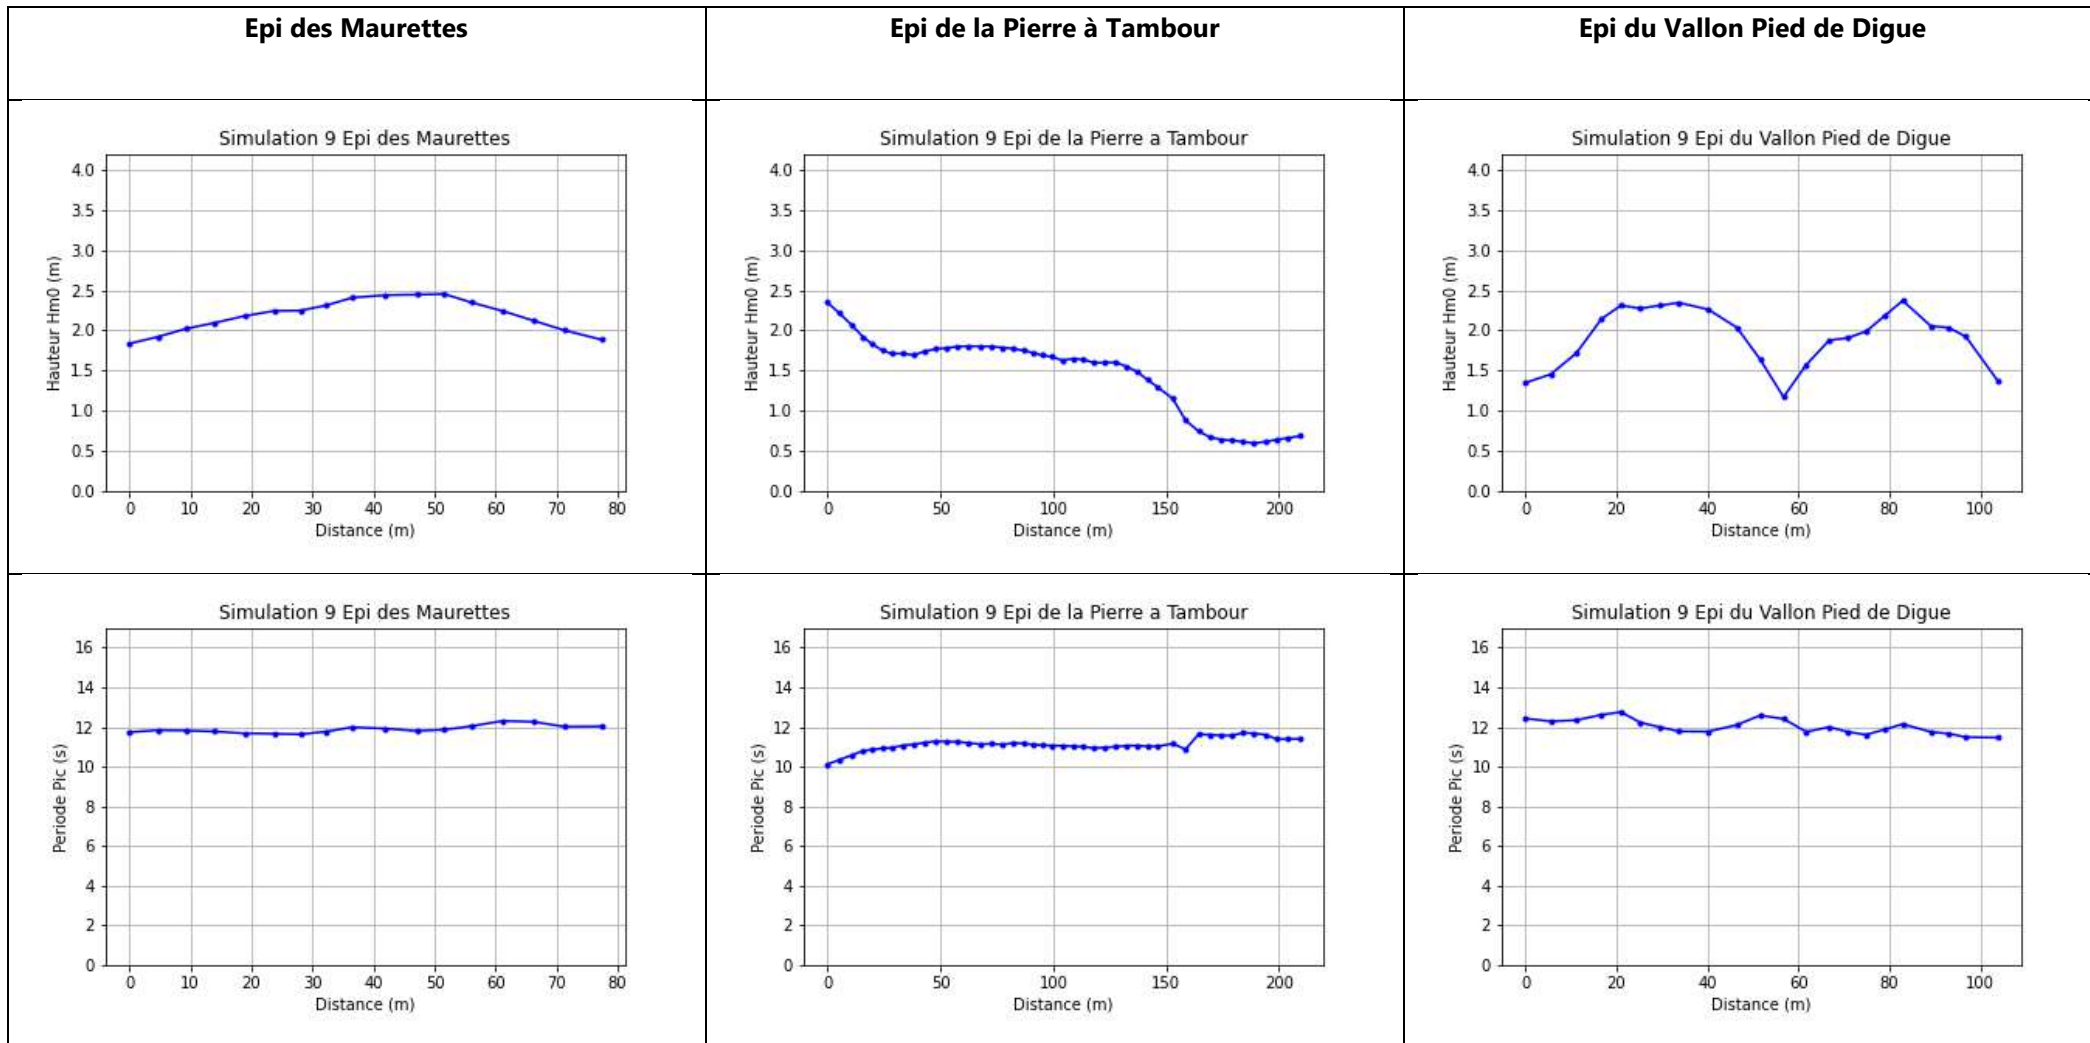 Epi des Maurettes
Epi de la Pierre à Tambour
Epi du Vallon Pied de Digue
Simulation 9 Epi des Maurettes
Hauteur Hm0 (m)
4.0
3.5
3.0
2.5
2.0
1.5
1.0
0.5
0.0
0 10 20 30 40 50 60 70 80
Distance (m)
Simulation 9 Epi de la Pierre a Tambour
Hauteur Hm0 (m)
4.0
3.5
3.0
2.5
2.0
1.5
1.0
0.5
0.0
0 50 100 150 200
Distance (m)
Simulation 9 Epi du Vallon Pied de Digue
Hauteur Hm0 (m)
4.0
3.5
3.0
2.5
2.0
1.5
1.0
0.5
0.0
0 20 40 60 80 100
Distance (m)
Simulation 9 Epi des Maurettes
Periode Pic (s)
16
14
12
10
8
6
4
2
0
0 10 20 30 40 50 60 70 80
Distance (m)
Simulation 9 Epi de la Pierre a Tambour
Periode Pic (s)
16
14
12
10
8
6
4
2
0
0 50 100 150 200
Distance (m)
Simulation 9 Epi du Vallon Pied de Digue
Periode Pic (s)
16
14
12
10
8
6
4
2
0
0 20 40 60 80 100
Distance (m)